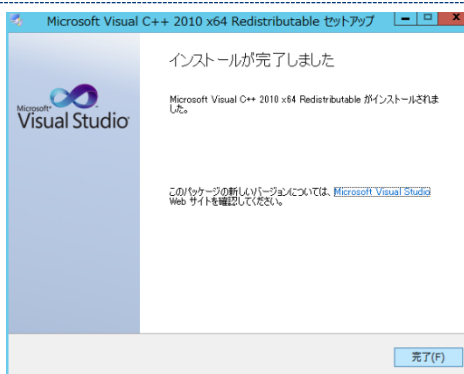 Microsoft Visual C++ 2010 x64 Redistributable セットアップ
インストールが完了しました
Microsoft Visual C++ 2010 x64 Redistributable がインストールされま
した。
Microsoft®
Visual Studio®
このパッケージの新しいバージョンについては、Microsoft Visual Studio
Web サイトを確認してください。
完了(F)